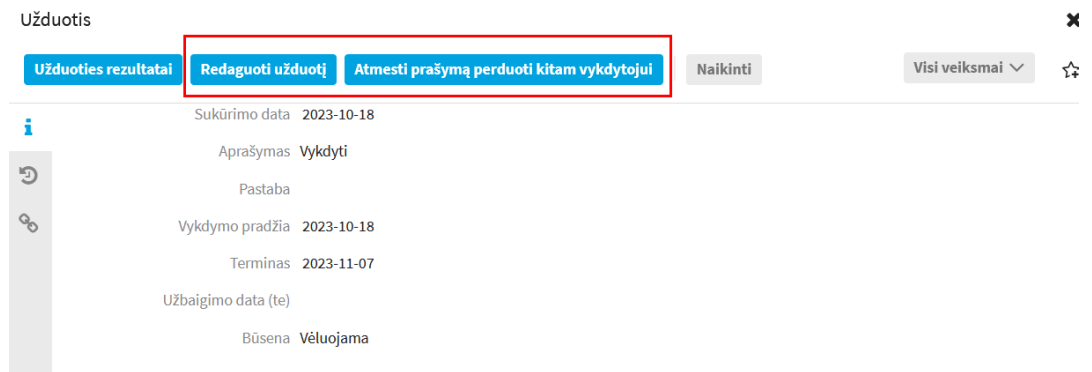 Užduotis
Užduoties rezultatai Redaguoti užduotį Atmesti prašymą perduoti kitam vykdytojui Naikinti Visi veiksmai
Sukūrimo data 2023-10-18
Aprašymas Vykdyti
Pastaba
Vykdymo pradžia 2023-10-18
Terminas 2023-11-07
Užbaigimo data (te)
Būsena Vėluojama